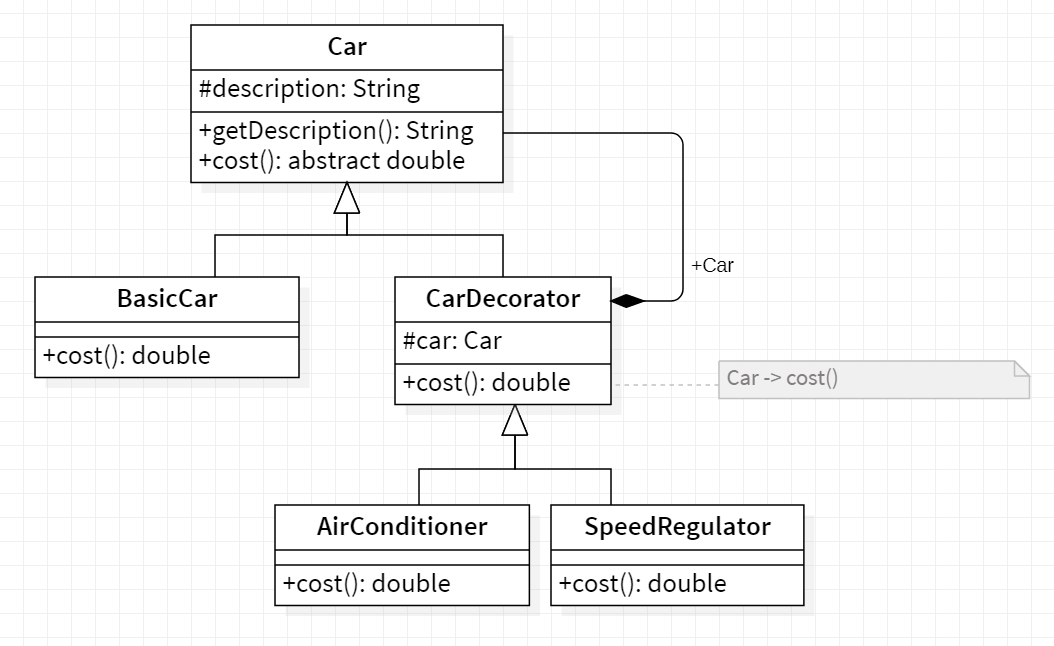 Car
#description: String
+getDescription(): String
+cost(): abstract double
+Car
BasicCar
+cost(): double
CarDecorator
#car: Car
+cost(): double
Car -> cost()
AirConditioner
+cost(): double
SpeedRegulator
+cost(): double